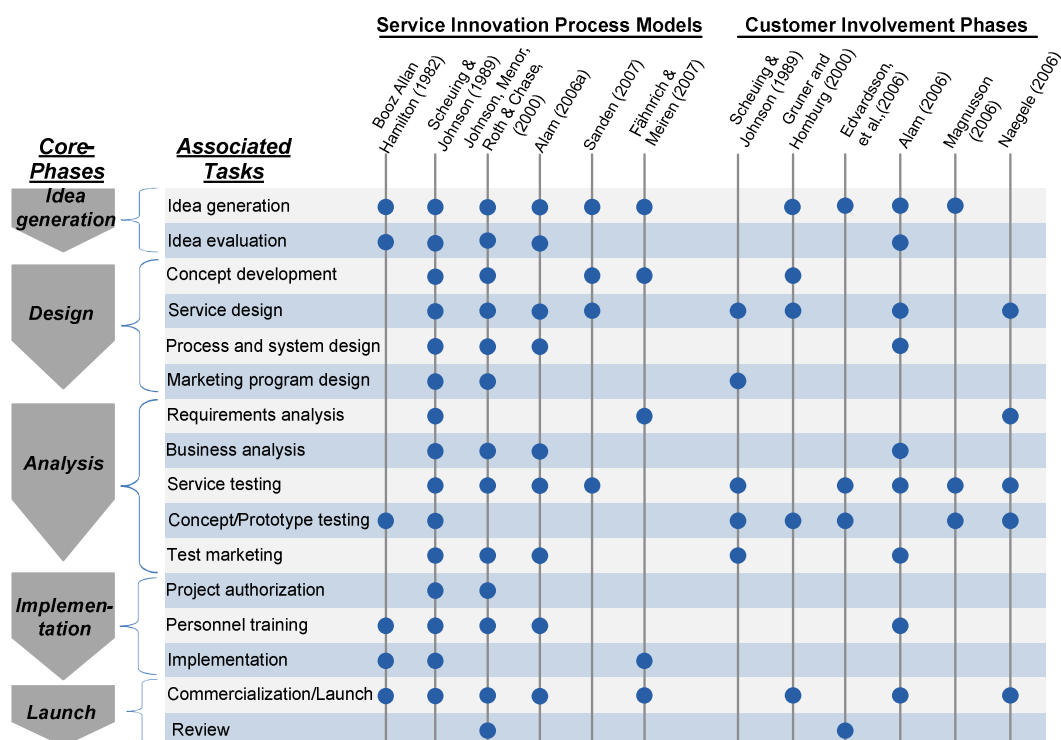 Service Innovation Process Models
Customer Involvement Phases
Booz Allan
Hamilton (1982)
Scheuing &
Johnson (1989)
Johnson, Menor,
Roth & Chase,
(2000)
Alam (2006a)
Sanden (2007)
Fähnrich &
Meiren (2007)
Scheuing &
Johnson (1989)
Gruner and
Homburg (2000)
Edvardsson,
et al.,(2006)
Alam (2006)
Magnusson
(2006)
Naegele (2006)
Core-
Phases
Associated
Tasks
Idea
generation
Idea generation
Idea evaluation
Design
Concept development
Service design
Process and system design
Marketing program design
Analysis
Requirements analysis
Business analysis
Service testing
Concept/Prototype testing
Test marketing
Implemen-
tation
Project authorization
Personnel training
Implementation
Launch
Commercialization/Launch
Review